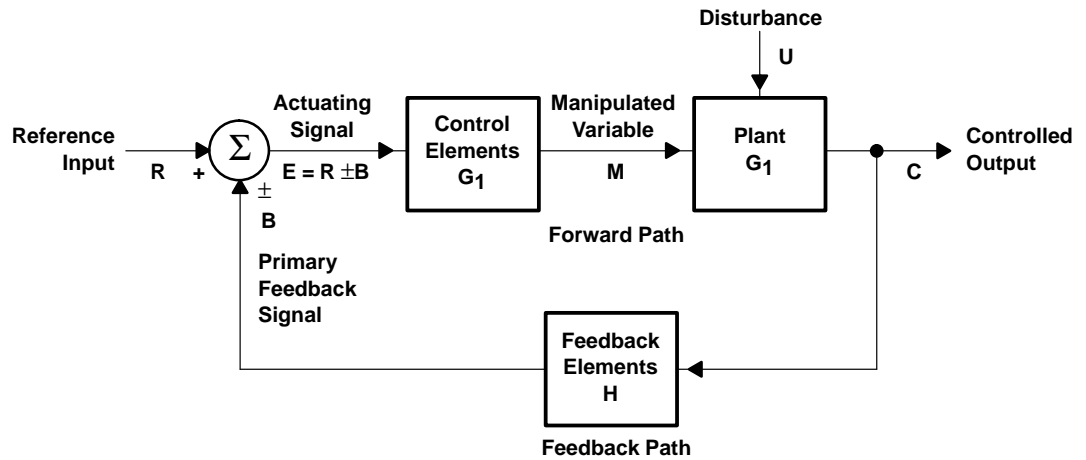 Disturbance
U
Actuating
Signal
Control
Elements
G1
Manipulated
Variable
Plant
G1
Reference
Input
Σ
Controlled
Output
R
+
E = R ±B
M
C
±
B
Forward Path
Primary
Feedback
Signal
Feedback
Elements
H
Feedback Path